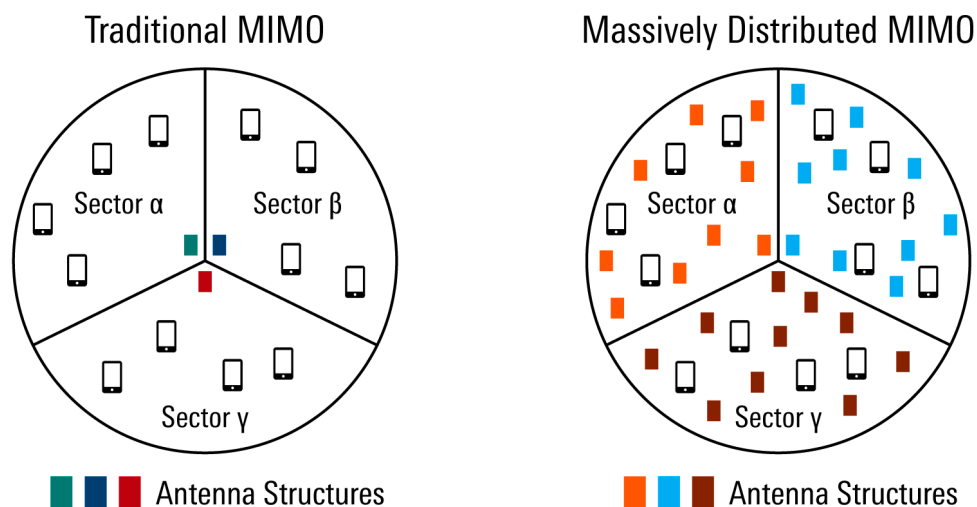 Traditional MIMO
Sector α
Sector β
Sector γ
Antenna Structures
Massively Distributed MIMO
Sector α
Sector β
Sector γ
Antenna Structures